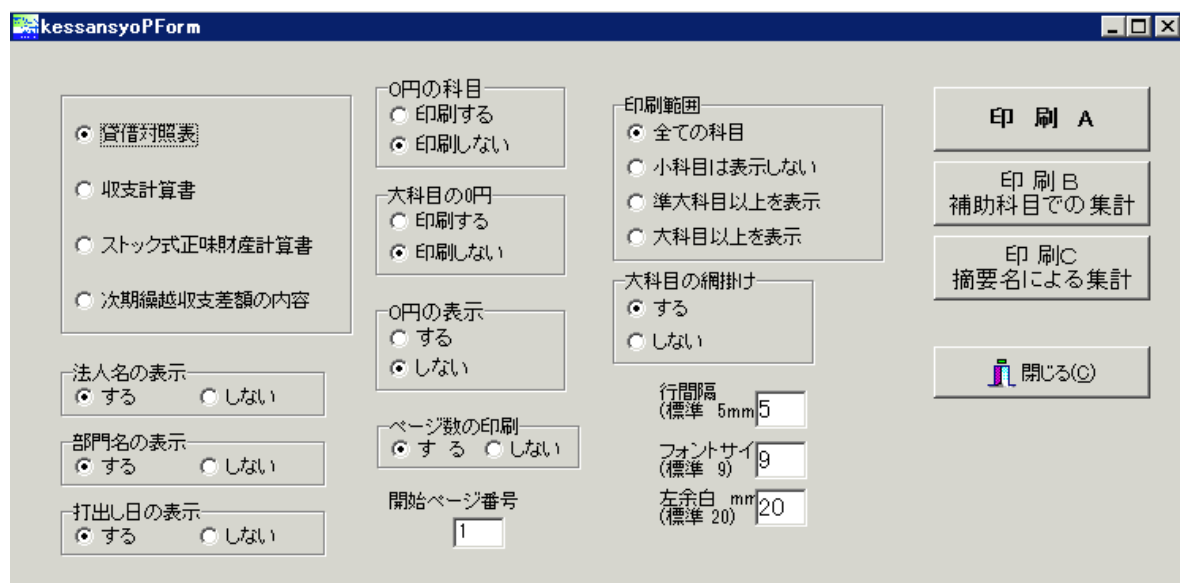 kessansyoPForm
貸借対照表
収支計算書
ストック式正味財産計算書
次期繰越収支差額の内容
法人名の表示
する しない
部門名の表示
する しない
打出し日の表示
する しない
0円の科目
印刷する
印刷しない
大科目の0円
印刷する
印刷しない
0円の表示
する
しない
ページ数の印刷
す る しない
開始ページ番号
1
印刷範囲
全ての科目
小科目は表示しない
準大科目以上を表示
大科目以上を表示
大科目の網掛け
する
しない
行間隔
(標準 5mm 5
フォントサイ
(標準 9) 9
左余白 mm
(標準 20) 20
印 刷 A
印 刷 B
補助科目での集計
印 刷C
摘要名による集計
閉じる(C)